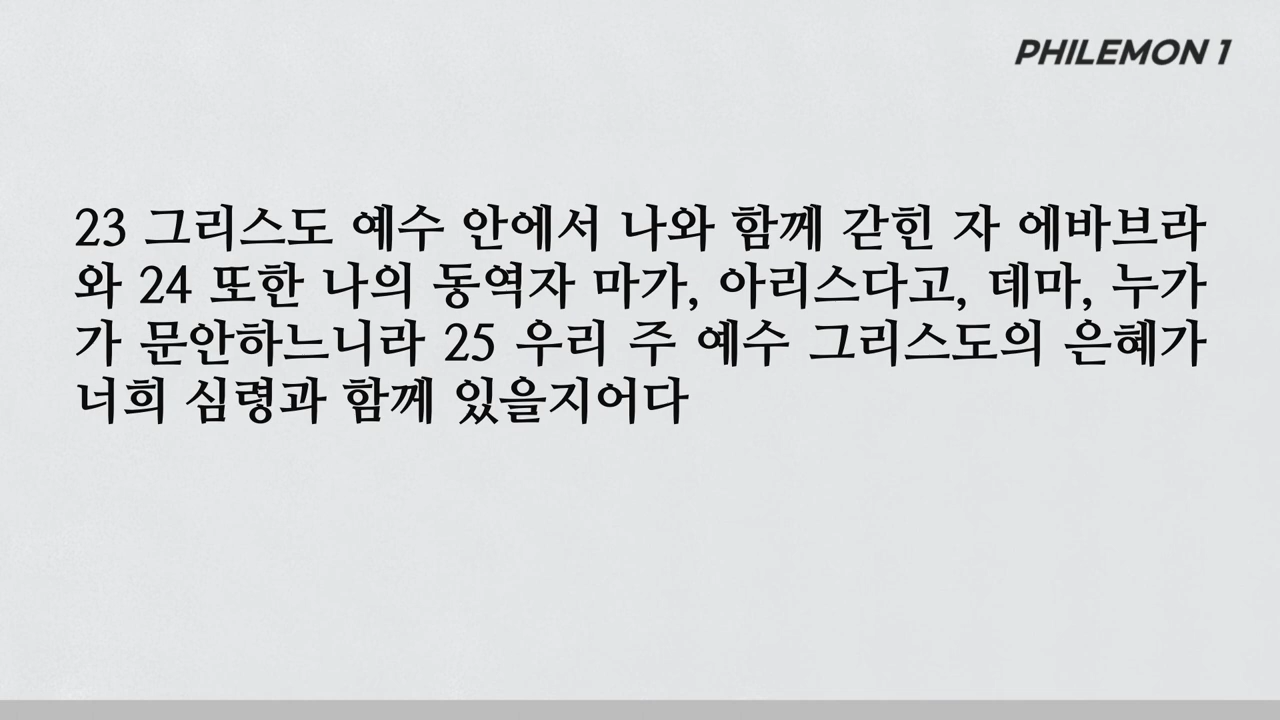 PHILEMON 1
23 그리스도 예수 안에서 나와 함께 갇힌 자 에바브라
와 24 또한 나의 동역자 마가, 아리스다고, 데마, 누가
가 문안하느니라 25 우리 주 예수 그리스도의 은혜가
너희 심령과 함께 있을지어다